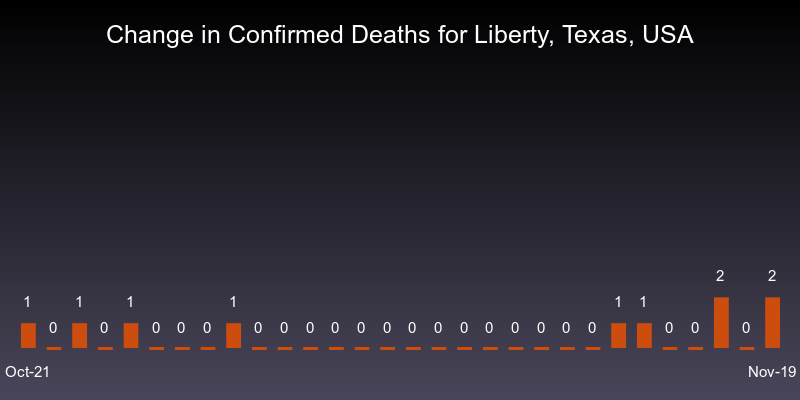 Change in Confirmed Deaths for Liberty, Texas, USA
2 2
1 1 1 1 1 1
0 0 0 0 0 0 0 0 0 0 0 0 0 0 0 0 0 0 0 0 0 0
Oct-21 Nov-19